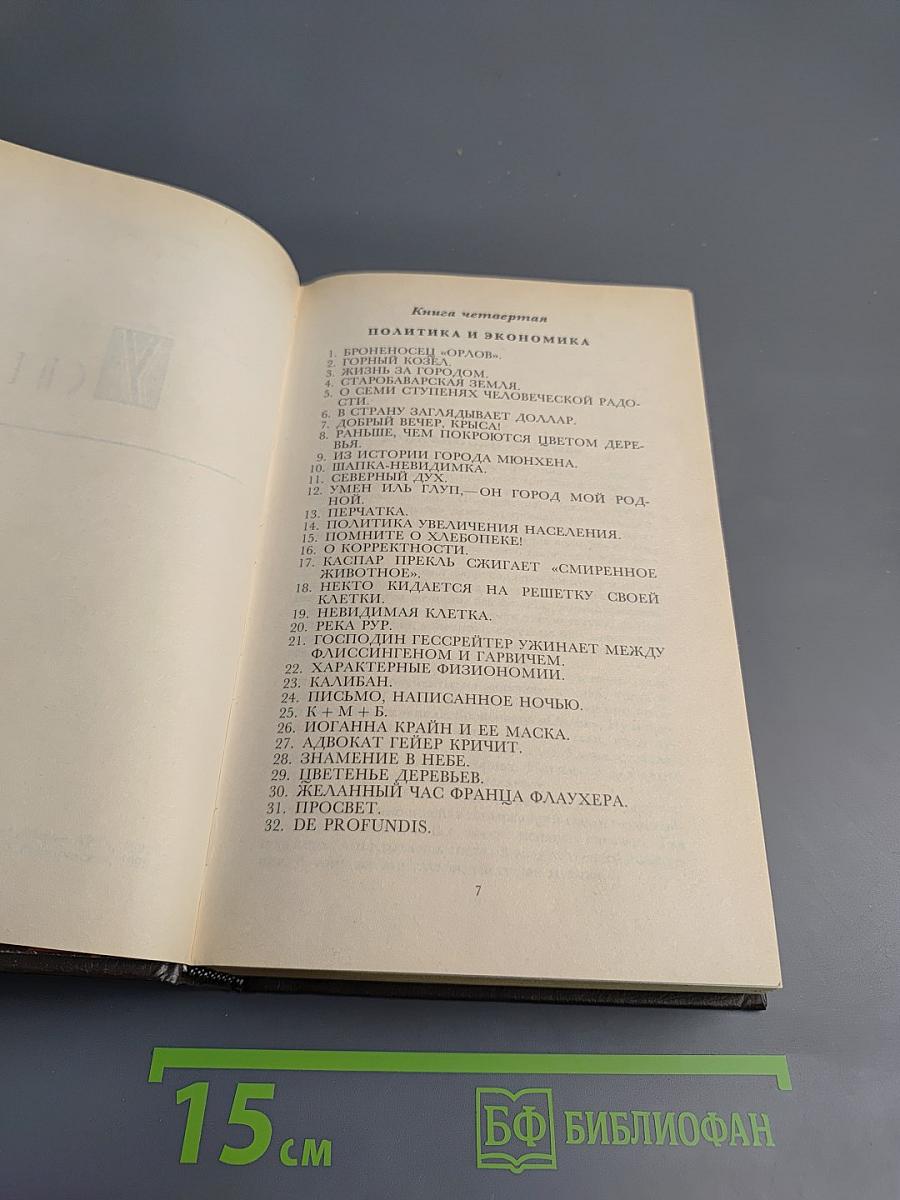 УСПЕ
Книга четвертая
ПОЛИТИКА И ЭКОНОМИКА
1. БРОНЕНОСЕЦ «ОРЛОВ».
2. ГОРНЫЙ КОЗЕЛ.
3. ЖИЗНЬ ЗА ГОРОДОМ.
4. СТАРОБАВАРСКАЯ ЗЕМЛЯ.
5. О СЕМИ СТУПЕНЯХ ЧЕЛОВЕЧЕСКОЙ РАДО-
СТИ.
6. В СТРАНУ ЗАГЛЯДЫВАЕТ ДОЛЛАР.
7. ДОБРЫЙ ВЕЧЕР, КРЫСА!
8. РАНЬШЕ, ЧЕМ ПОКРОЮТСЯ ЦВЕТОМ ДЕРЕ-
ВЬЯ.
9. ИЗ ИСТОРИИ ГОРОДА МЮНХЕНА.
10. ШАПКА-НЕВИДИМКА.
11. СЕВЕРНЫЙ ДУХ.
12. УМЕН ИЛЬ ГЛУП,—ОН ГОРОД МОЙ РОД-
НОЙ.
13. ПЕРЧАТКА.
14. ПОЛИТИКА УВЕЛИЧЕНИЯ НАСЕЛЕНИЯ.
15. ПОМНИТЕ О ХЛЕБОПЕКЕ!
16. О КОРРЕКТНОСТИ.
17. КАСПАР ПРЕКЛЬ СЖИГАЕТ «СМИРЕННОЕ
ЖИВОТНОЕ».
18. НЕКТО КИДАЕТСЯ НА РЕШЕТКУ СВОЕЙ
КЛЕТКИ.
19. НЕВИДИМАЯ КЛЕТКА.
20. РЕКА РУР.
21. ГОСПОДИН ГЕССРЕЙТЕР УЖИНАЕТ МЕЖДУ
ФЛИССИНГЕНОМ И ГАРВИЧЕМ.
22. ХАРАКТЕРНЫЕ ФИЗИОНОМИИ.
23. КАЛИБАН.
24. ПИСЬМО, НАПИСАННОЕ НОЧЬЮ.
25. К + М + Б.
26. ИОГАННА КРАЙН И ЕЕ МАСКА.
27. АДВОКАТ ГЕЙЕР КРИЧИТ.
28. ЗНАМЕНИЕ В НЕБЕ.
29. ЦВЕТЕНЬЕ ДЕРЕВЬЕВ.
30. ЖЕЛАННЫЙ ЧАС ФРАНЦА ФЛАУХЕРА.
31. ПРОСВЕТ.
32. DE PROFUNDIS.
7
15 см
БФ БИБЛИОФАН